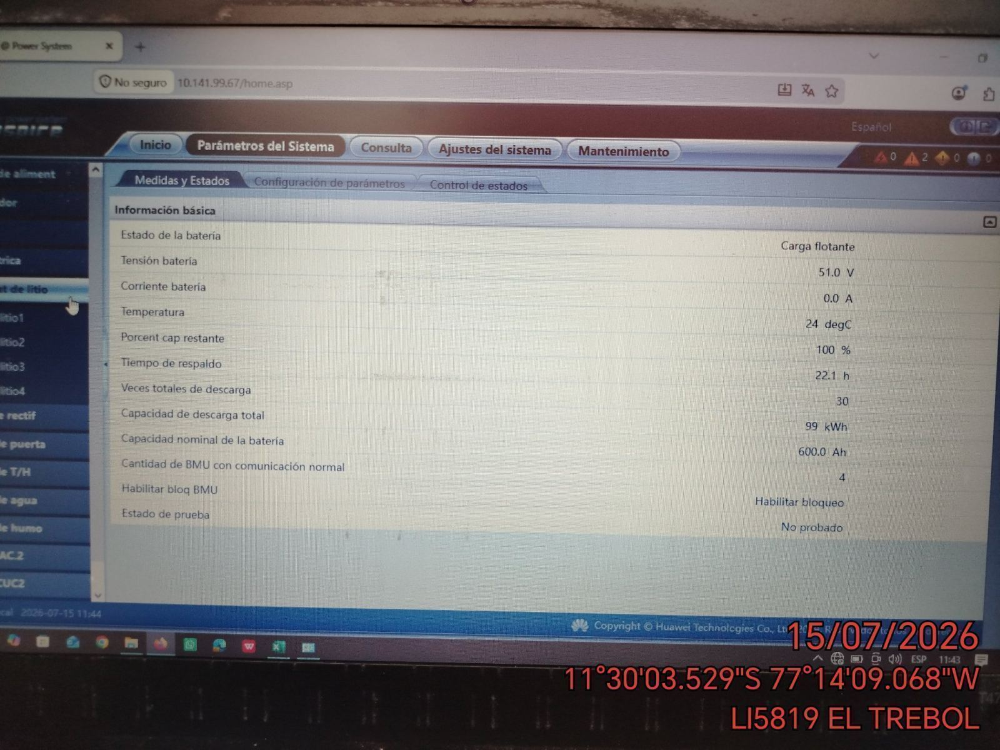 @ Power System
No seguro 10.141.99.67/home.asp
Español
Inicio Parámetros del Sistema Consulta Ajustes del sistema Mantenimiento
0 2 0 0
Medidas y Estados Configuración de parámetros Control de estados
de aliment
dor
trica
at de litio
litio1
litio2
litio3
litio4
e rectif
de puerta
de T/H
de agua
de humo
AC.2
CUC2
Información básica
Estado de la batería Carga flotante
Tensión batería 51.0 V
Corriente batería 0.0 A
Temperatura 24 degC
Porcent cap restante 100 %
Tiempo de respaldo 22.1 h
Veces totales de descarga 30
Capacidad de descarga total 99 kWh
Capacidad nominal de la batería 600.0 Ah
Cantidad de BMU con comunicación normal 4
Habilitar bloq BMU Habilitar bloqueo
Estado de prueba No probado
cal 2026-07-15 11:44
Copyright © Huawei Technologies Co., Lt
15/07/2026
ESP 11:43
11°30'03.529"S 77°14'09.068"W
LI5819 EL TREBOL